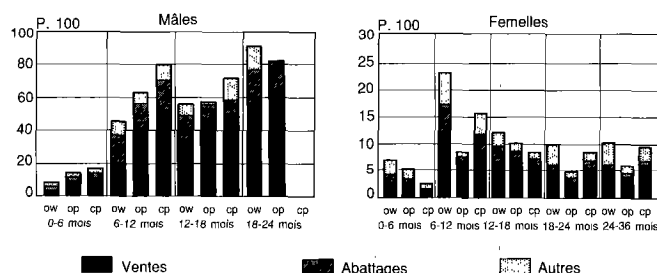 Mâles
P. 100
100
80
60
40
20
0
ow op cp ow op cp ow op cp ow op cp
0-6 mois 6-12 mois 12-18 mois 18-24 mois
Femelles
P. 100
30
25
20
15
10
5
0
ow op cp ow op cp ow op cp ow op cp ow op cp
0-6 mois 6-12 mois 12-18 mois 18-24 mois 24-36 mois
Ventes Abattages Autres